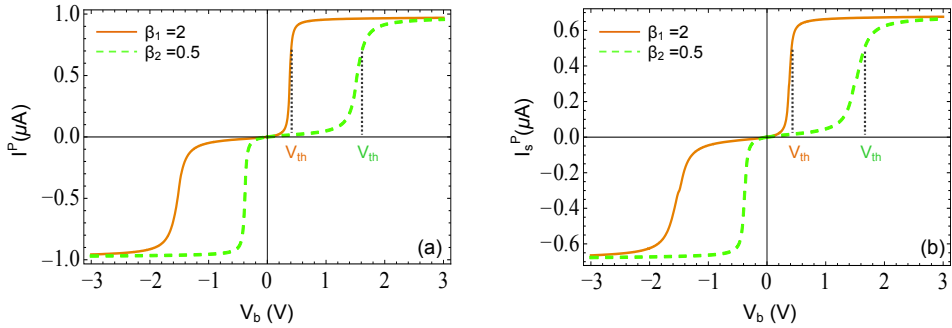 β₁ =2
β₂ =0.5
I^P(μA)
1.0
0.5
0.0
−0.5
−1.0
V_th
V_th
(a)
−3 −2 −1 0 1 2 3
V_b (V)
β₁ =2
β₂ =0.5
I_s^P(μA)
0.6
0.4
0.2
0.0
−0.2
−0.4
−0.6
V_th
V_th
(b)
−3 −2 −1 0 1 2 3
V_b (V)